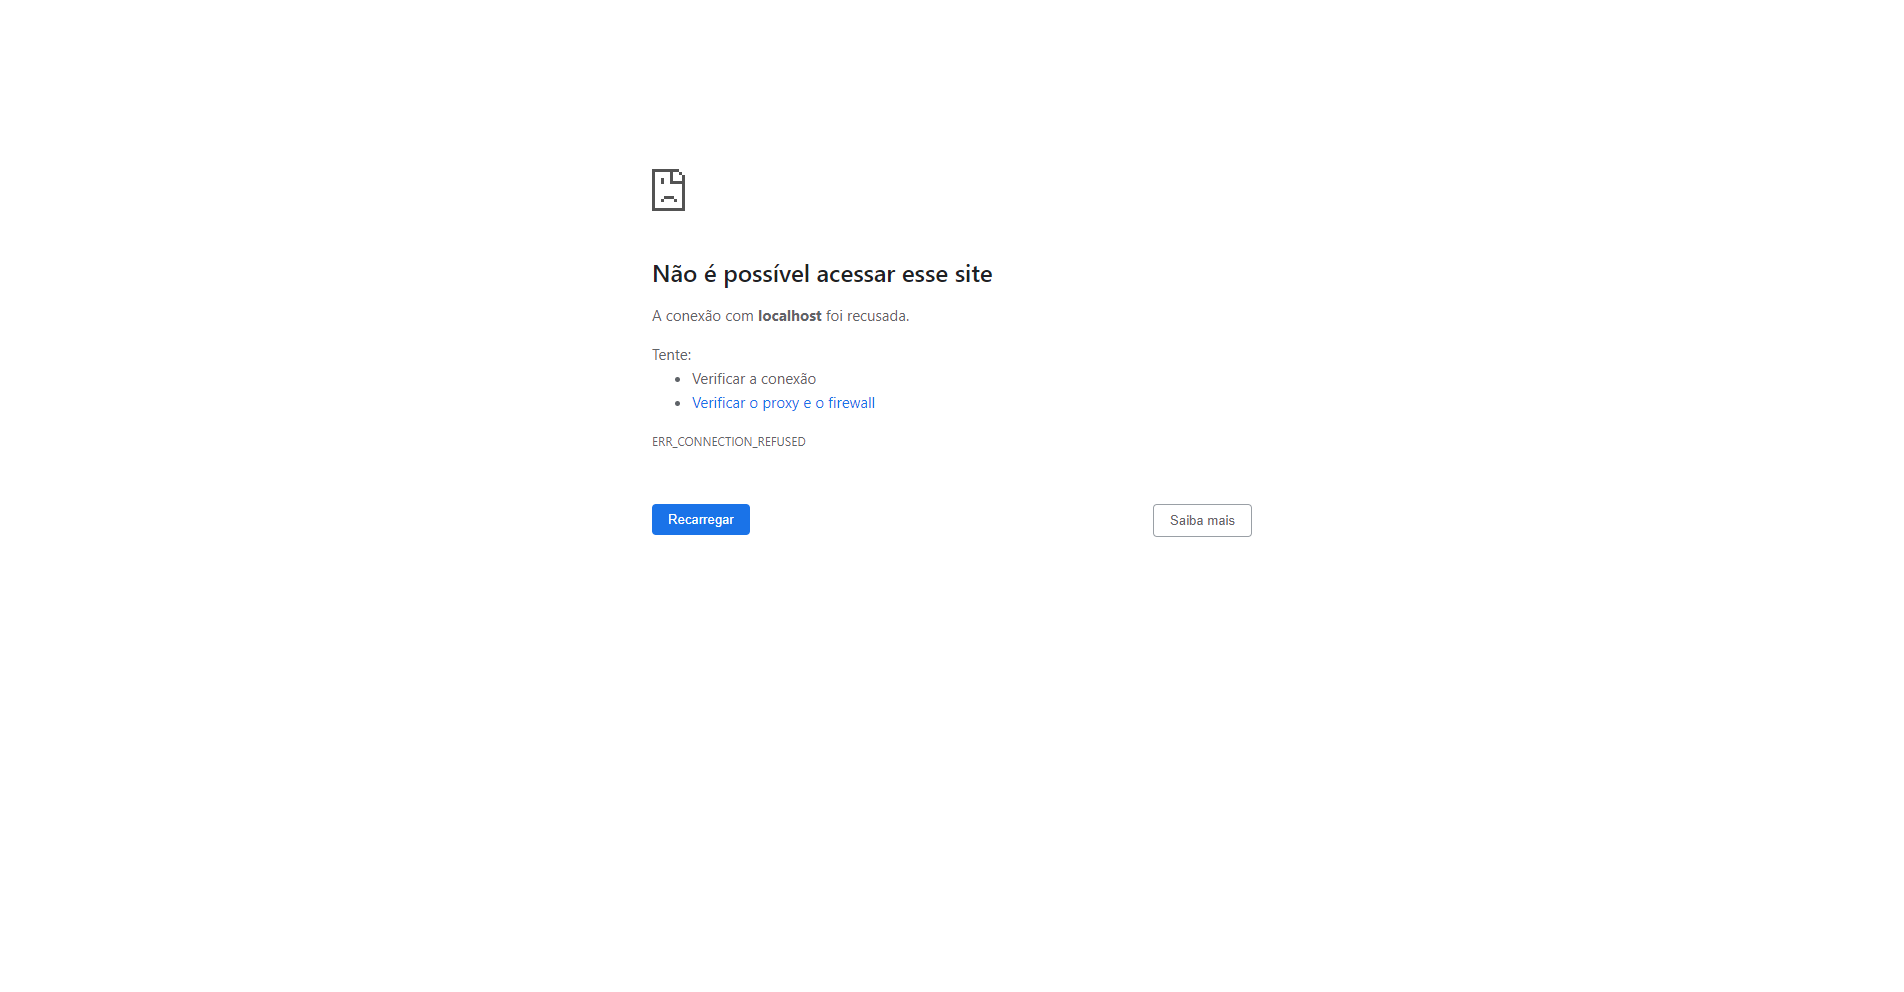 Não é possível acessar esse site
A conexão com localhost foi recusada.
Tente:
Verificar a conexão
Verificar o proxy e o firewall
ERR_CONNECTION_REFUSED
Recarregar
Saiba mais